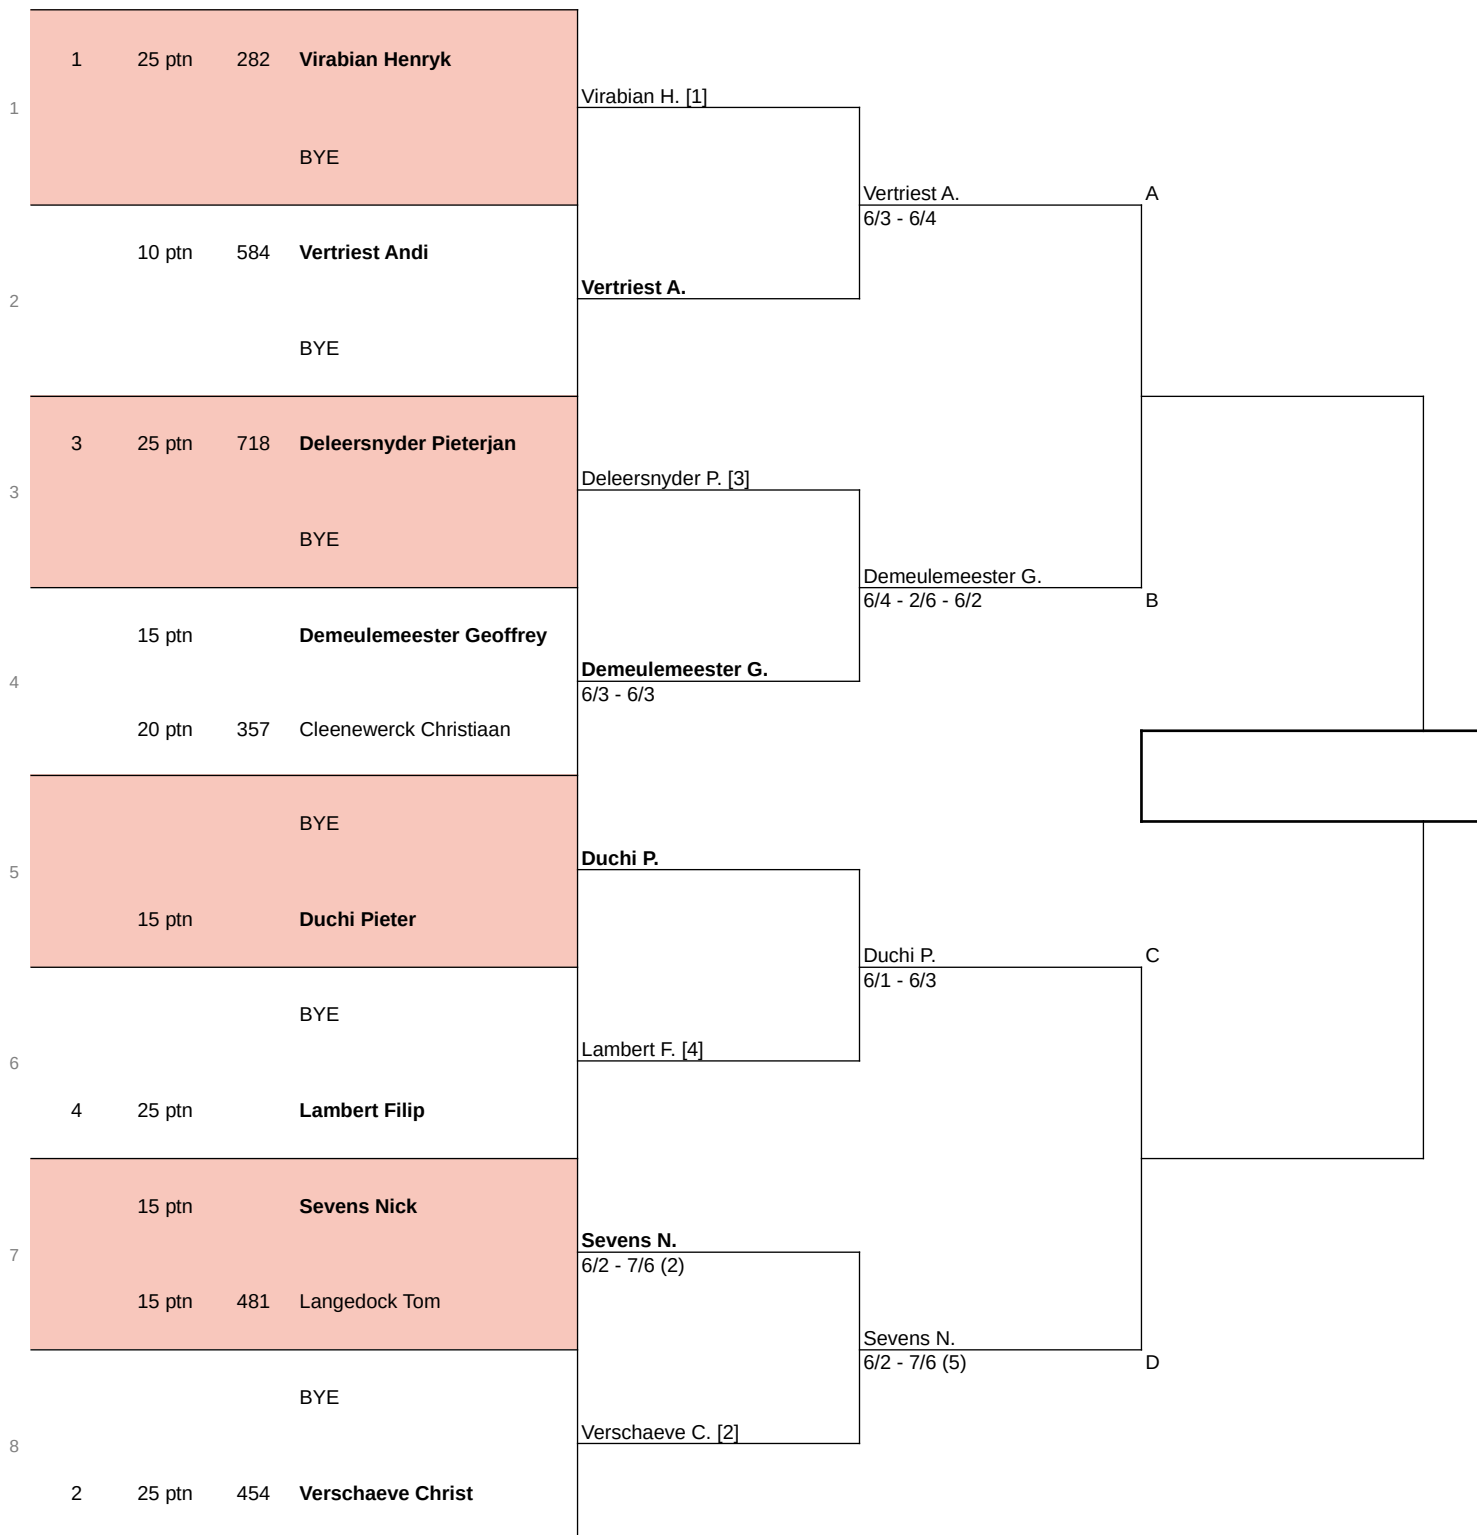 1 25 ptn 282 Virabian Henryk
Virabian H. [1]
1
BYE
Vertriest A. A
6/3 - 6/4
10 ptn 584 Vertriest Andi
Vertriest A.
2
BYE
3 25 ptn 718 Deleersnyder Pieterjan
Deleersnyder P. [3]
3
BYE
Demeulemeester G.
6/4 - 2/6 - 6/2 B
15 ptn Demeulemeester Geoffrey
Demeulemeester G.
4
6/3 - 6/3
20 ptn 357 Cleenewerck Christiaan
BYE
Duchi P.
5
15 ptn Duchi Pieter
Duchi P. C
6/1 - 6/3
BYE
Lambert F. [4]
6
4 25 ptn Lambert Filip
15 ptn Sevens Nick
Sevens N.
7
6/2 - 7/6 (2)
15 ptn 481 Langedock Tom
Sevens N.
6/2 - 7/6 (5) D
BYE
Verschaeve C. [2]
8
2 25 ptn 454 Verschaeve Christ